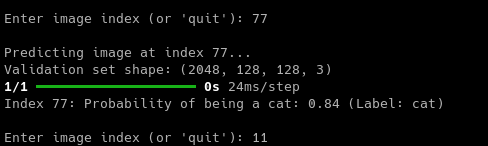 Enter image index (or 'quit'): 77
Predicting image at index 77...
Validation set shape: (2048, 128, 128, 3)
1/1 ━━━━━━━━━━━━━━━━━━━━ 0s 24ms/step
Index 77: Probability of being a cat: 0.84 (Label: cat)
Enter image index (or 'quit'): 11